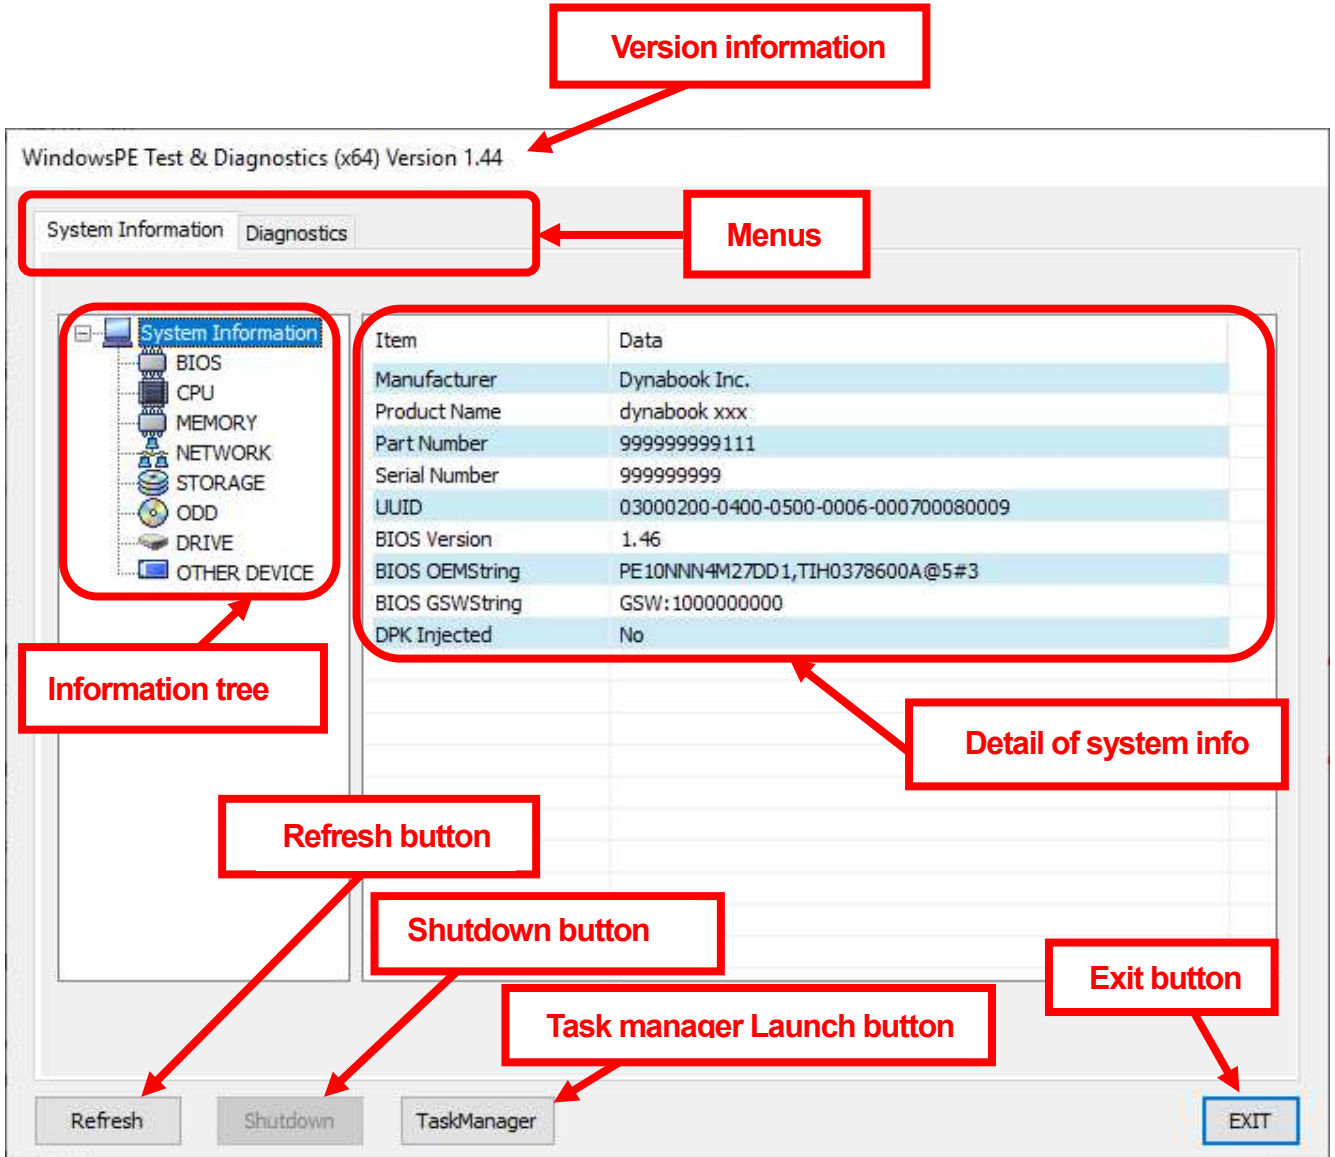 Version information
WindowsPE Test & Diagnostics (x64) Version 1.44
System Information Diagnostics
Menus
System Information
BIOS
CPU
MEMORY
NETWORK
STORAGE
ODD
DRIVE
OTHER DEVICE
Item Data
Manufacturer Dynabook Inc.
Product Name dynabook xxx
Part Number 999999999111
Serial Number 999999999
UUID 03000200-0400-0500-0006-000700080009
BIOS Version 1.46
BIOS OEMString PE10NNN4M27DD1,TIH0378600A@5#3
BIOS GSWString GSW:1000000000
DPK Injected No
Information tree
Detail of system info
Refresh button
Shutdown button
Exit button
Task manager Launch button
Refresh Shutdown TaskManager EXIT